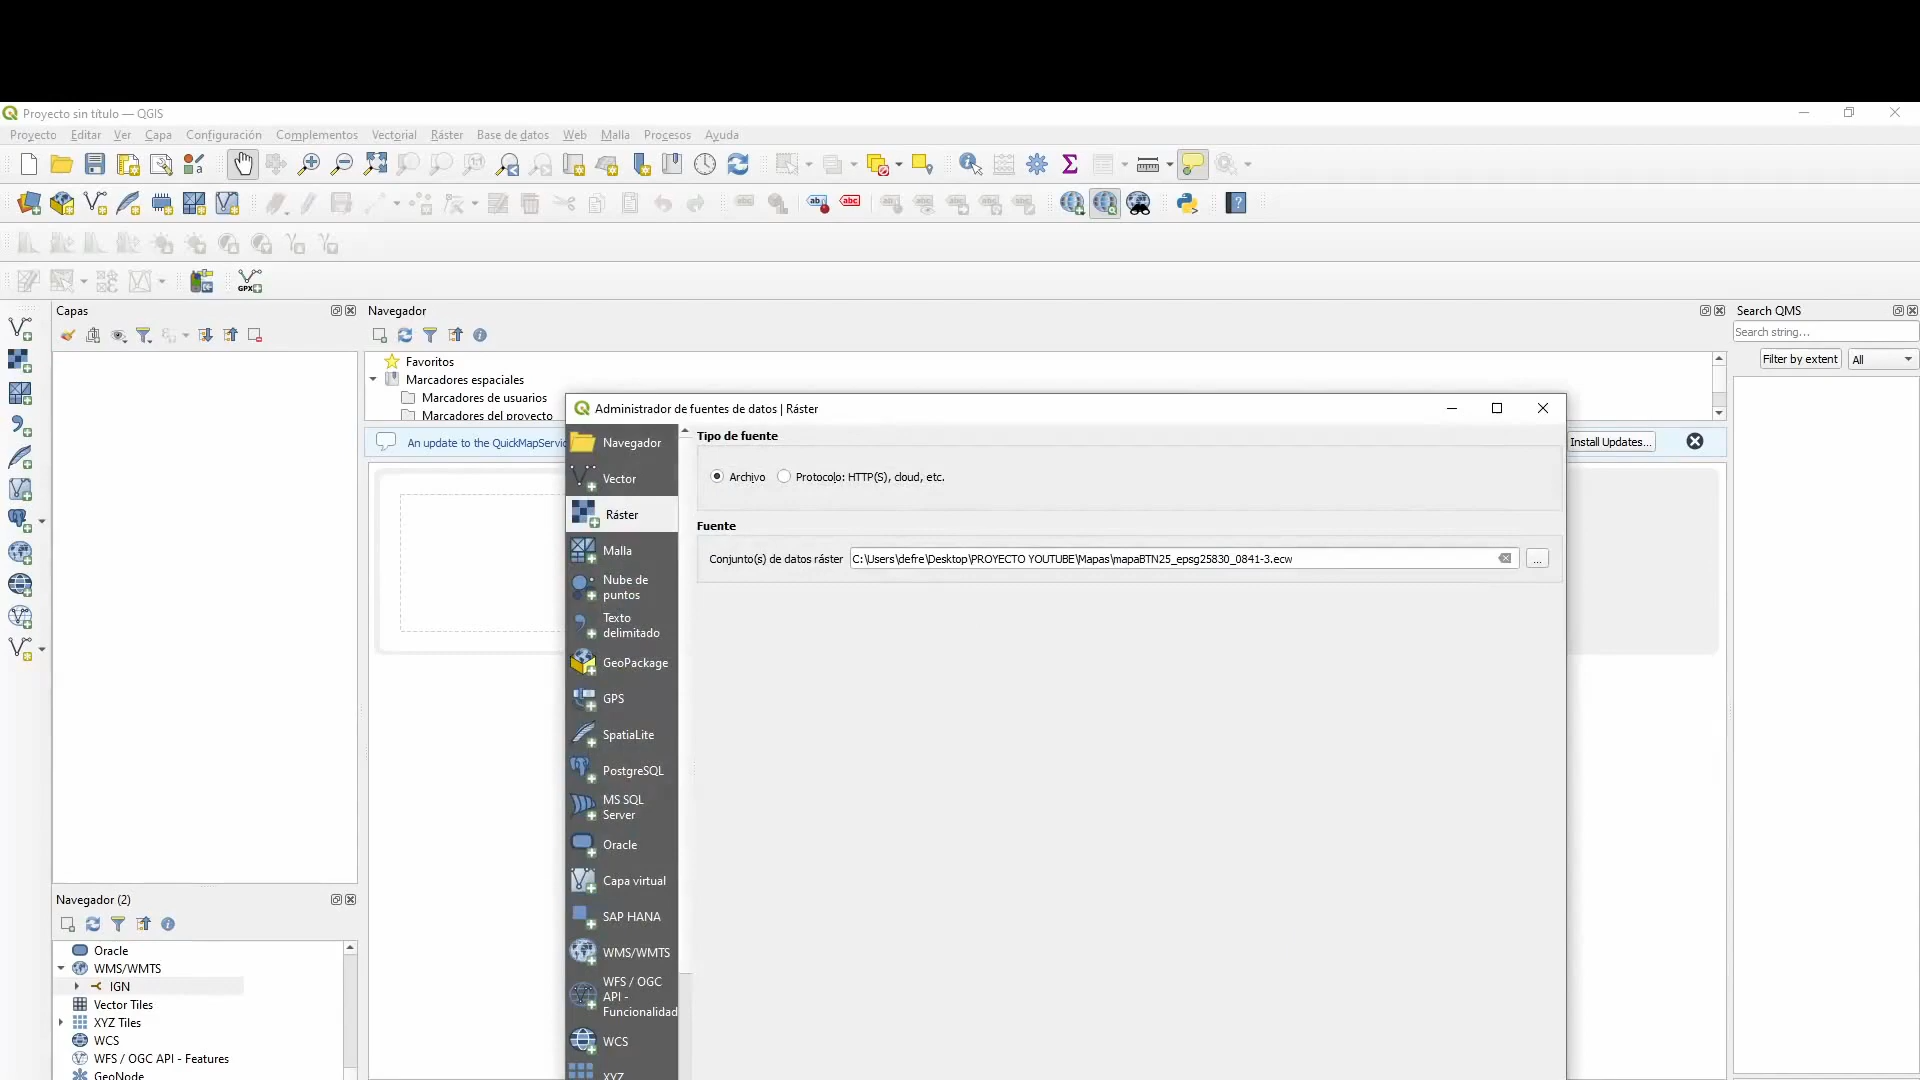 Proyecto sin título — QGIS
Proyecto Editar Ver Capa Configuración Complementos Vectorial Ráster Base de datos Web Malla Procesos Ayuda
abc abc
GPX
Capas
Navegador
Search QMS
Search string...
Filter by extent All
Favoritos
Marcadores espaciales
Marcadores de usuarios
Marcadores del proyecto
An update to the QuickMapServic
Install Updates...
Administrador de fuentes de datos | Ráster
Navegador
Vector
Ráster
Malla
Nube de
puntos
Texto
delimitado
GeoPackage
GPS
SpatiaLite
PostgreSQL
MS SQL
Server
Oracle
Capa virtual
SAP HANA
WMS/WMTS
WFS / OGC
API -
Funcionalidad
WCS
XYZ
Tipo de fuente
Archivo Protocolo: HTTP(S), cloud, etc.
Fuente
Conjunto(s) de datos ráster C:\Users\defre\Desktop\PROYECTO YOUTUBE\Mapas\mapaBTN25_epsg25830_0841-3.ecw ...
Navegador (2)
Oracle
WMS/WMTS
IGN
Vector Tiles
XYZ Tiles
WCS
WFS / OGC API - Features
GeoNode